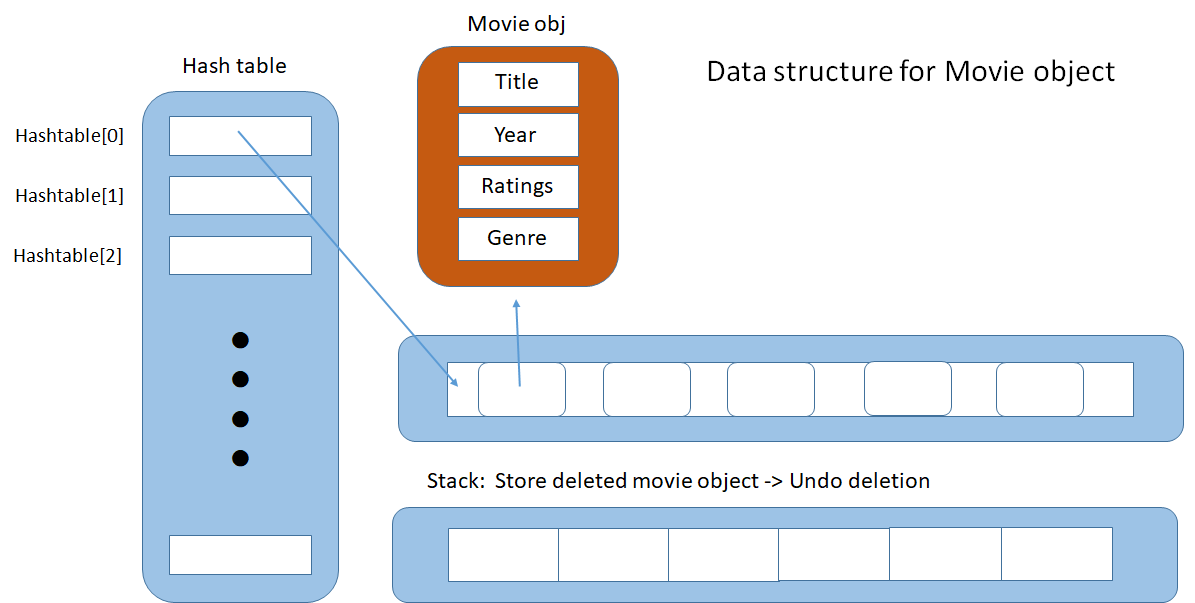 Movie obj
Hash table
Data structure for Movie object
Title
Hashtable[0]
Year
Hashtable[1]
Ratings
Genre
Hashtable[2]
Stack:  Store deleted movie object -> Undo deletion